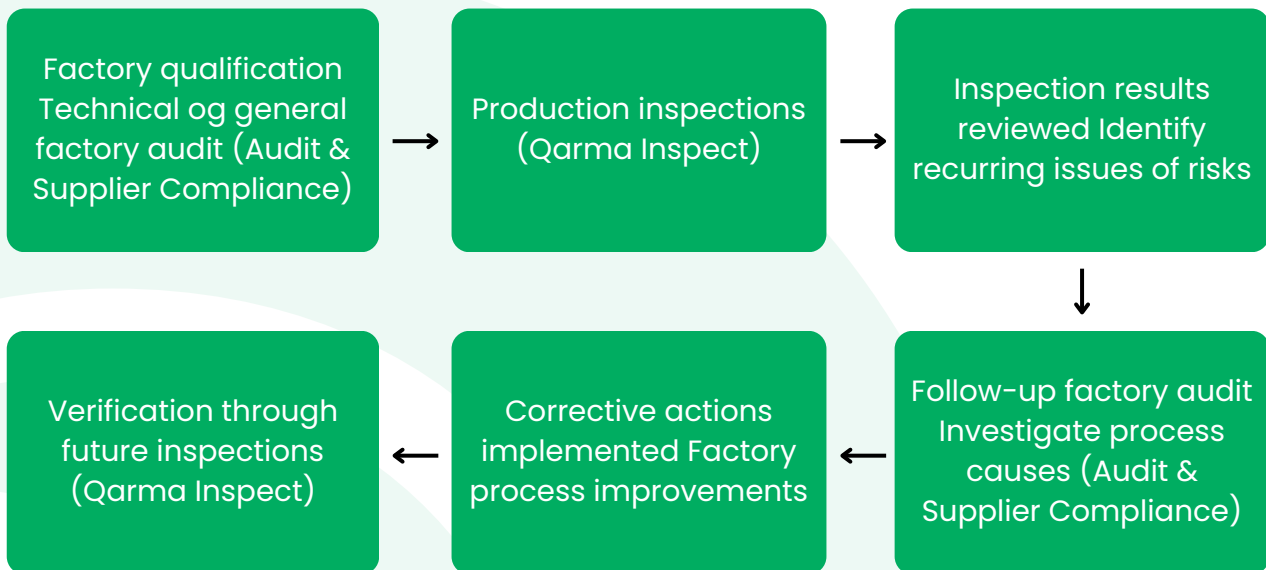 Factory qualification
Technical og general
factory audit (Audit &
Supplier Compliance)
Production inspections
(Qarma Inspect)
Inspection results
reviewed Identify
recurring issues of risks
Follow-up factory audit
Investigate process
causes (Audit &
Supplier Compliance)
Corrective actions
implemented Factory
process improvements
Verification through
future inspections
(Qarma Inspect)